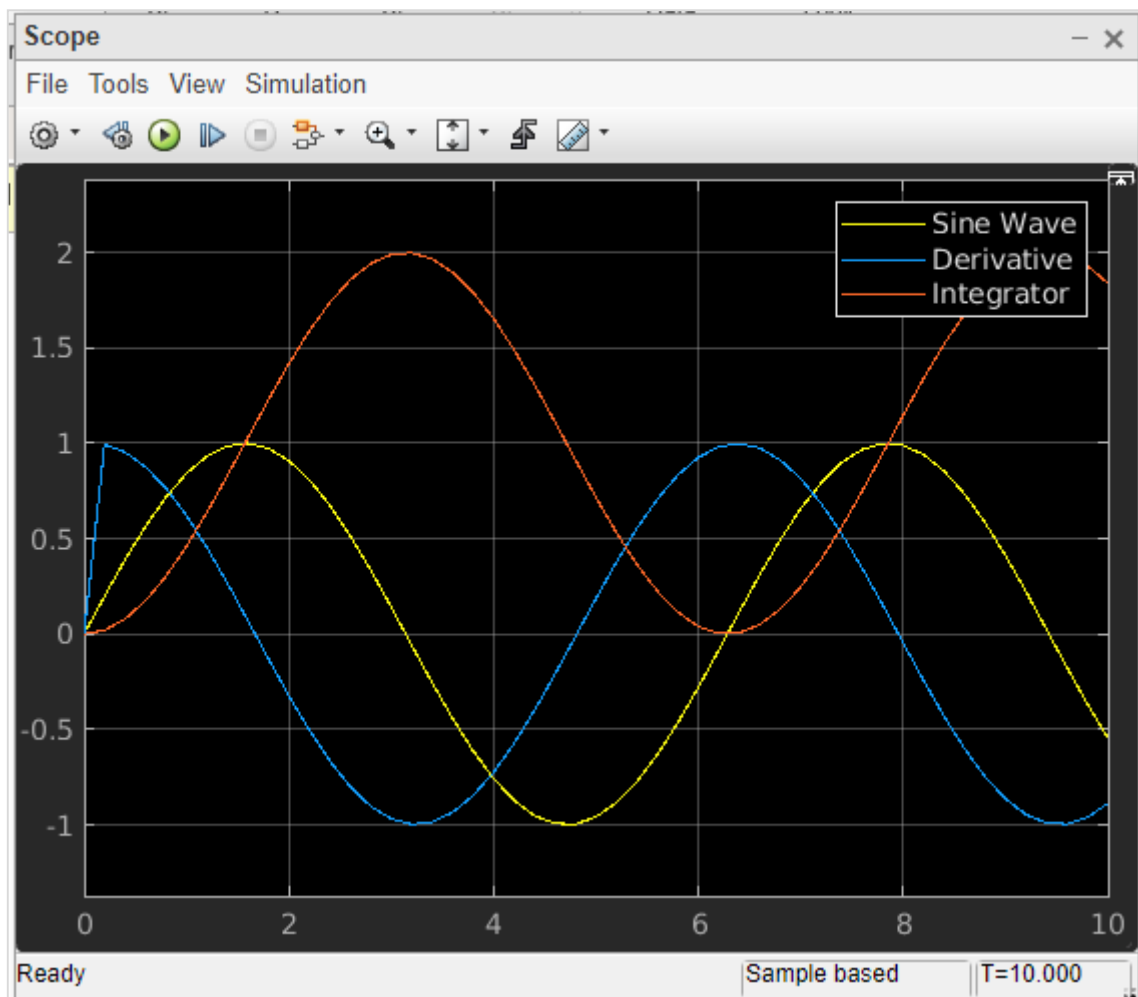 Scope
File Tools View Simulation
Sine Wave
Derivative
Integrator
2
1.5
1
0.5
0
-0.5
-1
0 2 4 6 8 10
Ready Sample based T=10.000